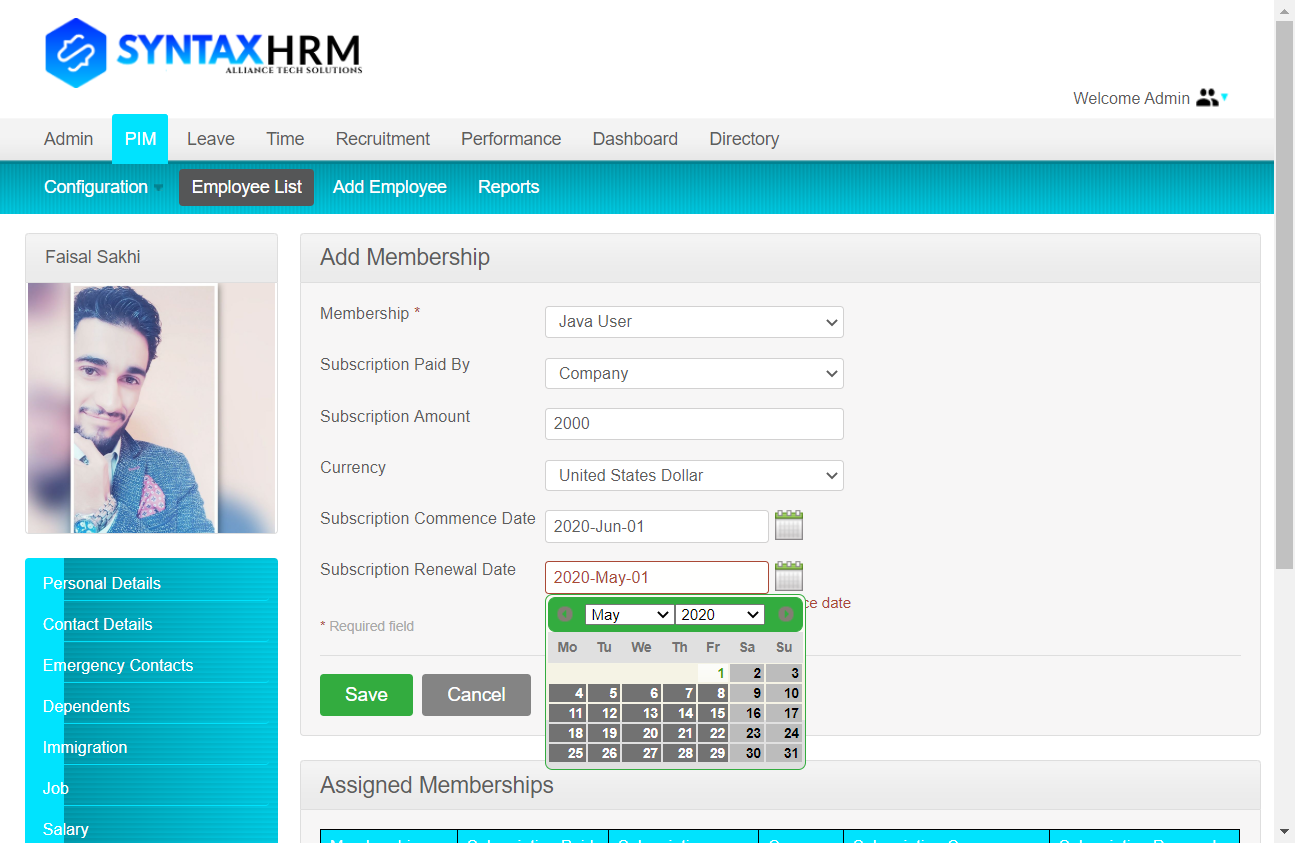 SYNTAXHRM
ALLIANCE TECH SOLUTIONS
Welcome Admin
Admin PIM Leave Time Recruitment Performance Dashboard Directory
Configuration Employee List Add Employee Reports
Faisal Sakhi
Personal Details
Contact Details
Emergency Contacts
Dependents
Immigration
Job
Salary
Add Membership
Membership *
Java User
Subscription Paid By
Company
Subscription Amount
2000
Currency
United States Dollar
Subscription Commence Date
2020-Jun-01
Subscription Renewal Date
2020-May-01
date
May 2020
Mo Tu We Th Fr Sa Su
1 2 3
4 5 6 7 8 9 10
11 12 13 14 15 16 17
18 19 20 21 22 23 24
25 26 27 28 29 30 31
* Required field
Save Cancel
Assigned Memberships